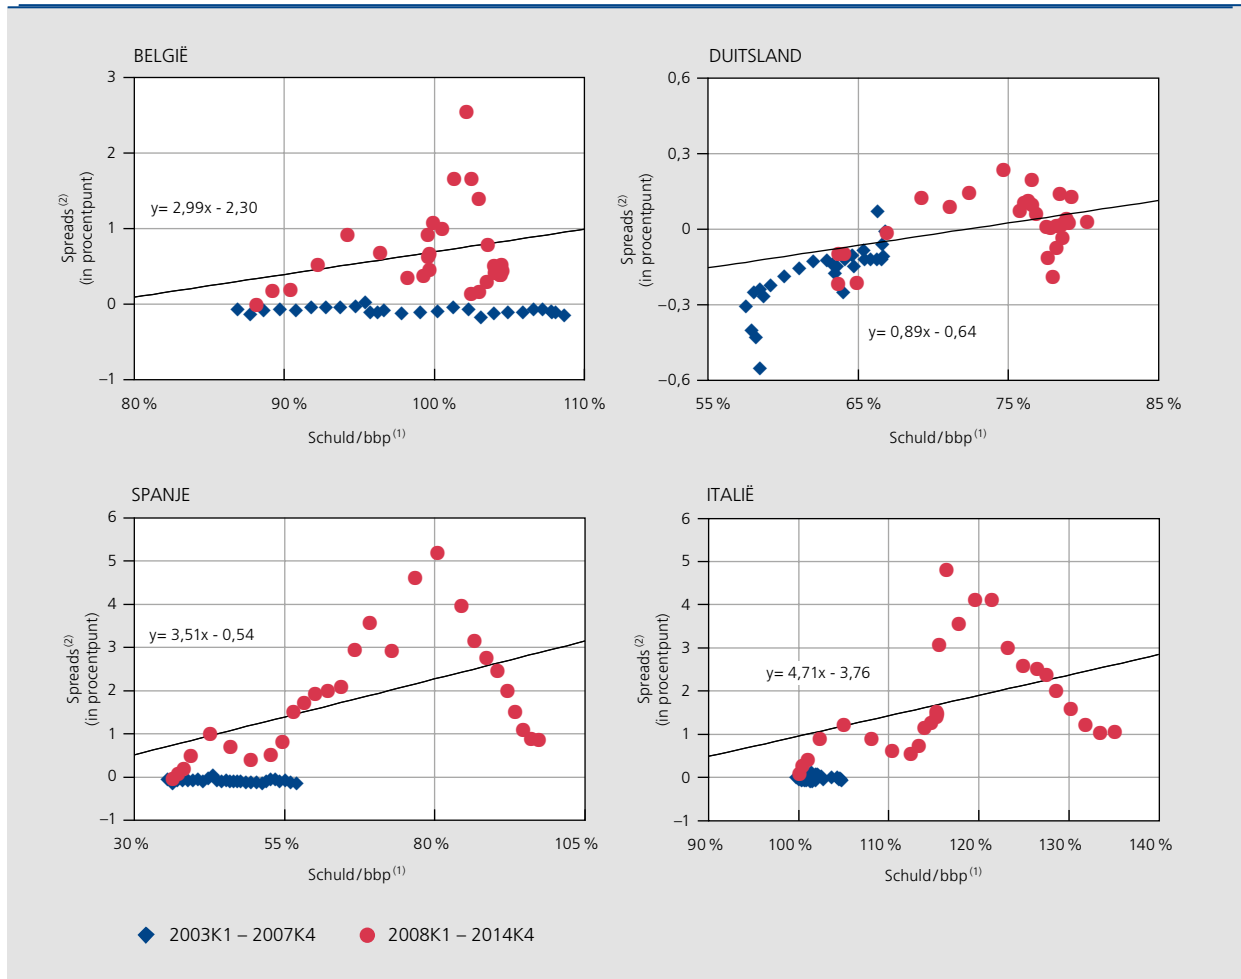 BELGIË
3
2
1
0
–1
Spreads (2)
(in procentpunt)
y= 2,99x - 2,30
80 % 90 % 100 % 110 %
Schuld/bbp (1)
DUITSLAND
0,6
0,3
0
–0,3
–0,6
Spreads (2)
(in procentpunt)
y= 0,89x - 0,64
55 % 65 % 75 % 85 %
Schuld/bbp (1)
SPANJE
6
5
4
3
2
1
0
–1
Spreads (2)
(in procentpunt)
y= 3,51x - 0,54
30 % 55 % 80 % 105 %
Schuld/bbp (1)
ITALIË
6
5
4
3
2
1
0
–1
Spreads (2)
(in procentpunt)
y= 4,71x - 3,76
90 % 100 % 110 % 120 % 130 % 140 %
Schuld/bbp (1)
2003K1 – 2007K4 2008K1 – 2014K4